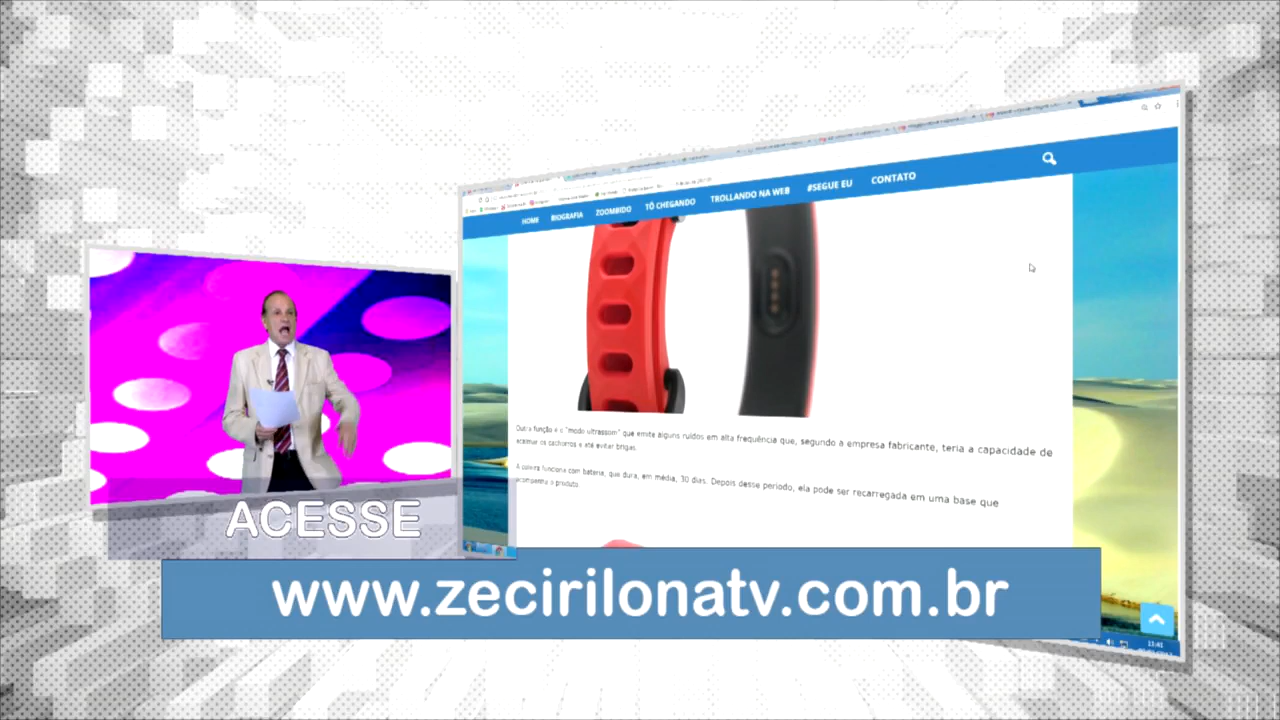 HOME BIOGRAFIA ZOOMBIDO TÔ CHEGANDO TROLLANDO NA WEB #SEGUE EU CONTATO
Outra função é o "modo ultrassom" que emite alguns ruídos em alta frequência que, segundo a empresa fabricante, teria a capacidade de
acalmar os cachorros e até evitar brigas.
A coleira funciona com bateria, que dura, em média, 30 dias. Depois desse período, ela pode ser recarregada em uma base que
acompanha o produto.
ACESSE
www.zecirilonatv.com.br
11:41